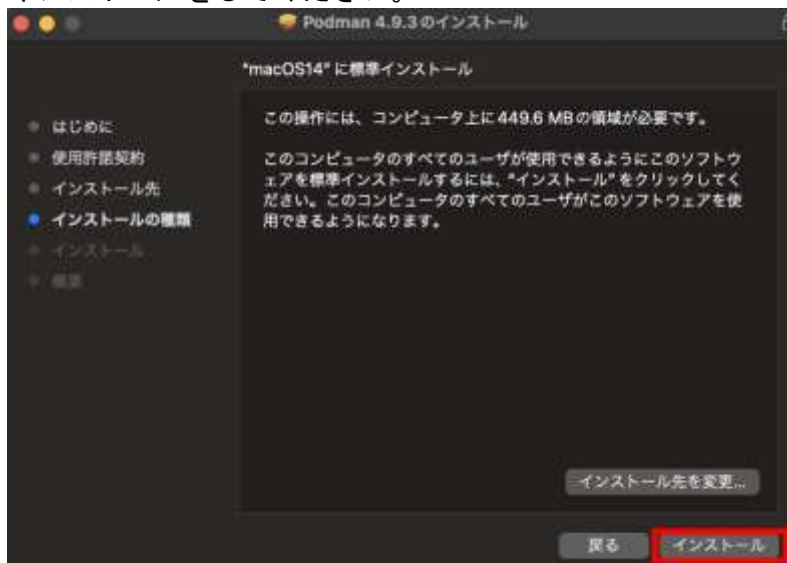 Podman 4.9.3のインストール
"macOS14"に標準インストール
はじめに
使用許諾契約
インストール先
インストールの種類
インストール
概要
この操作には、コンピュータ上に449.6 MBの領域が必要です。
このコンピュータのすべてのユーザが使用できるようにこのソフトウ
ェアを標準インストールするには、"インストール"をクリックしてく
ださい。このコンピュータのすべてのユーザがこのソフトウェアを使
用できるようになります。
インストール先を変更...
戻る
インストール